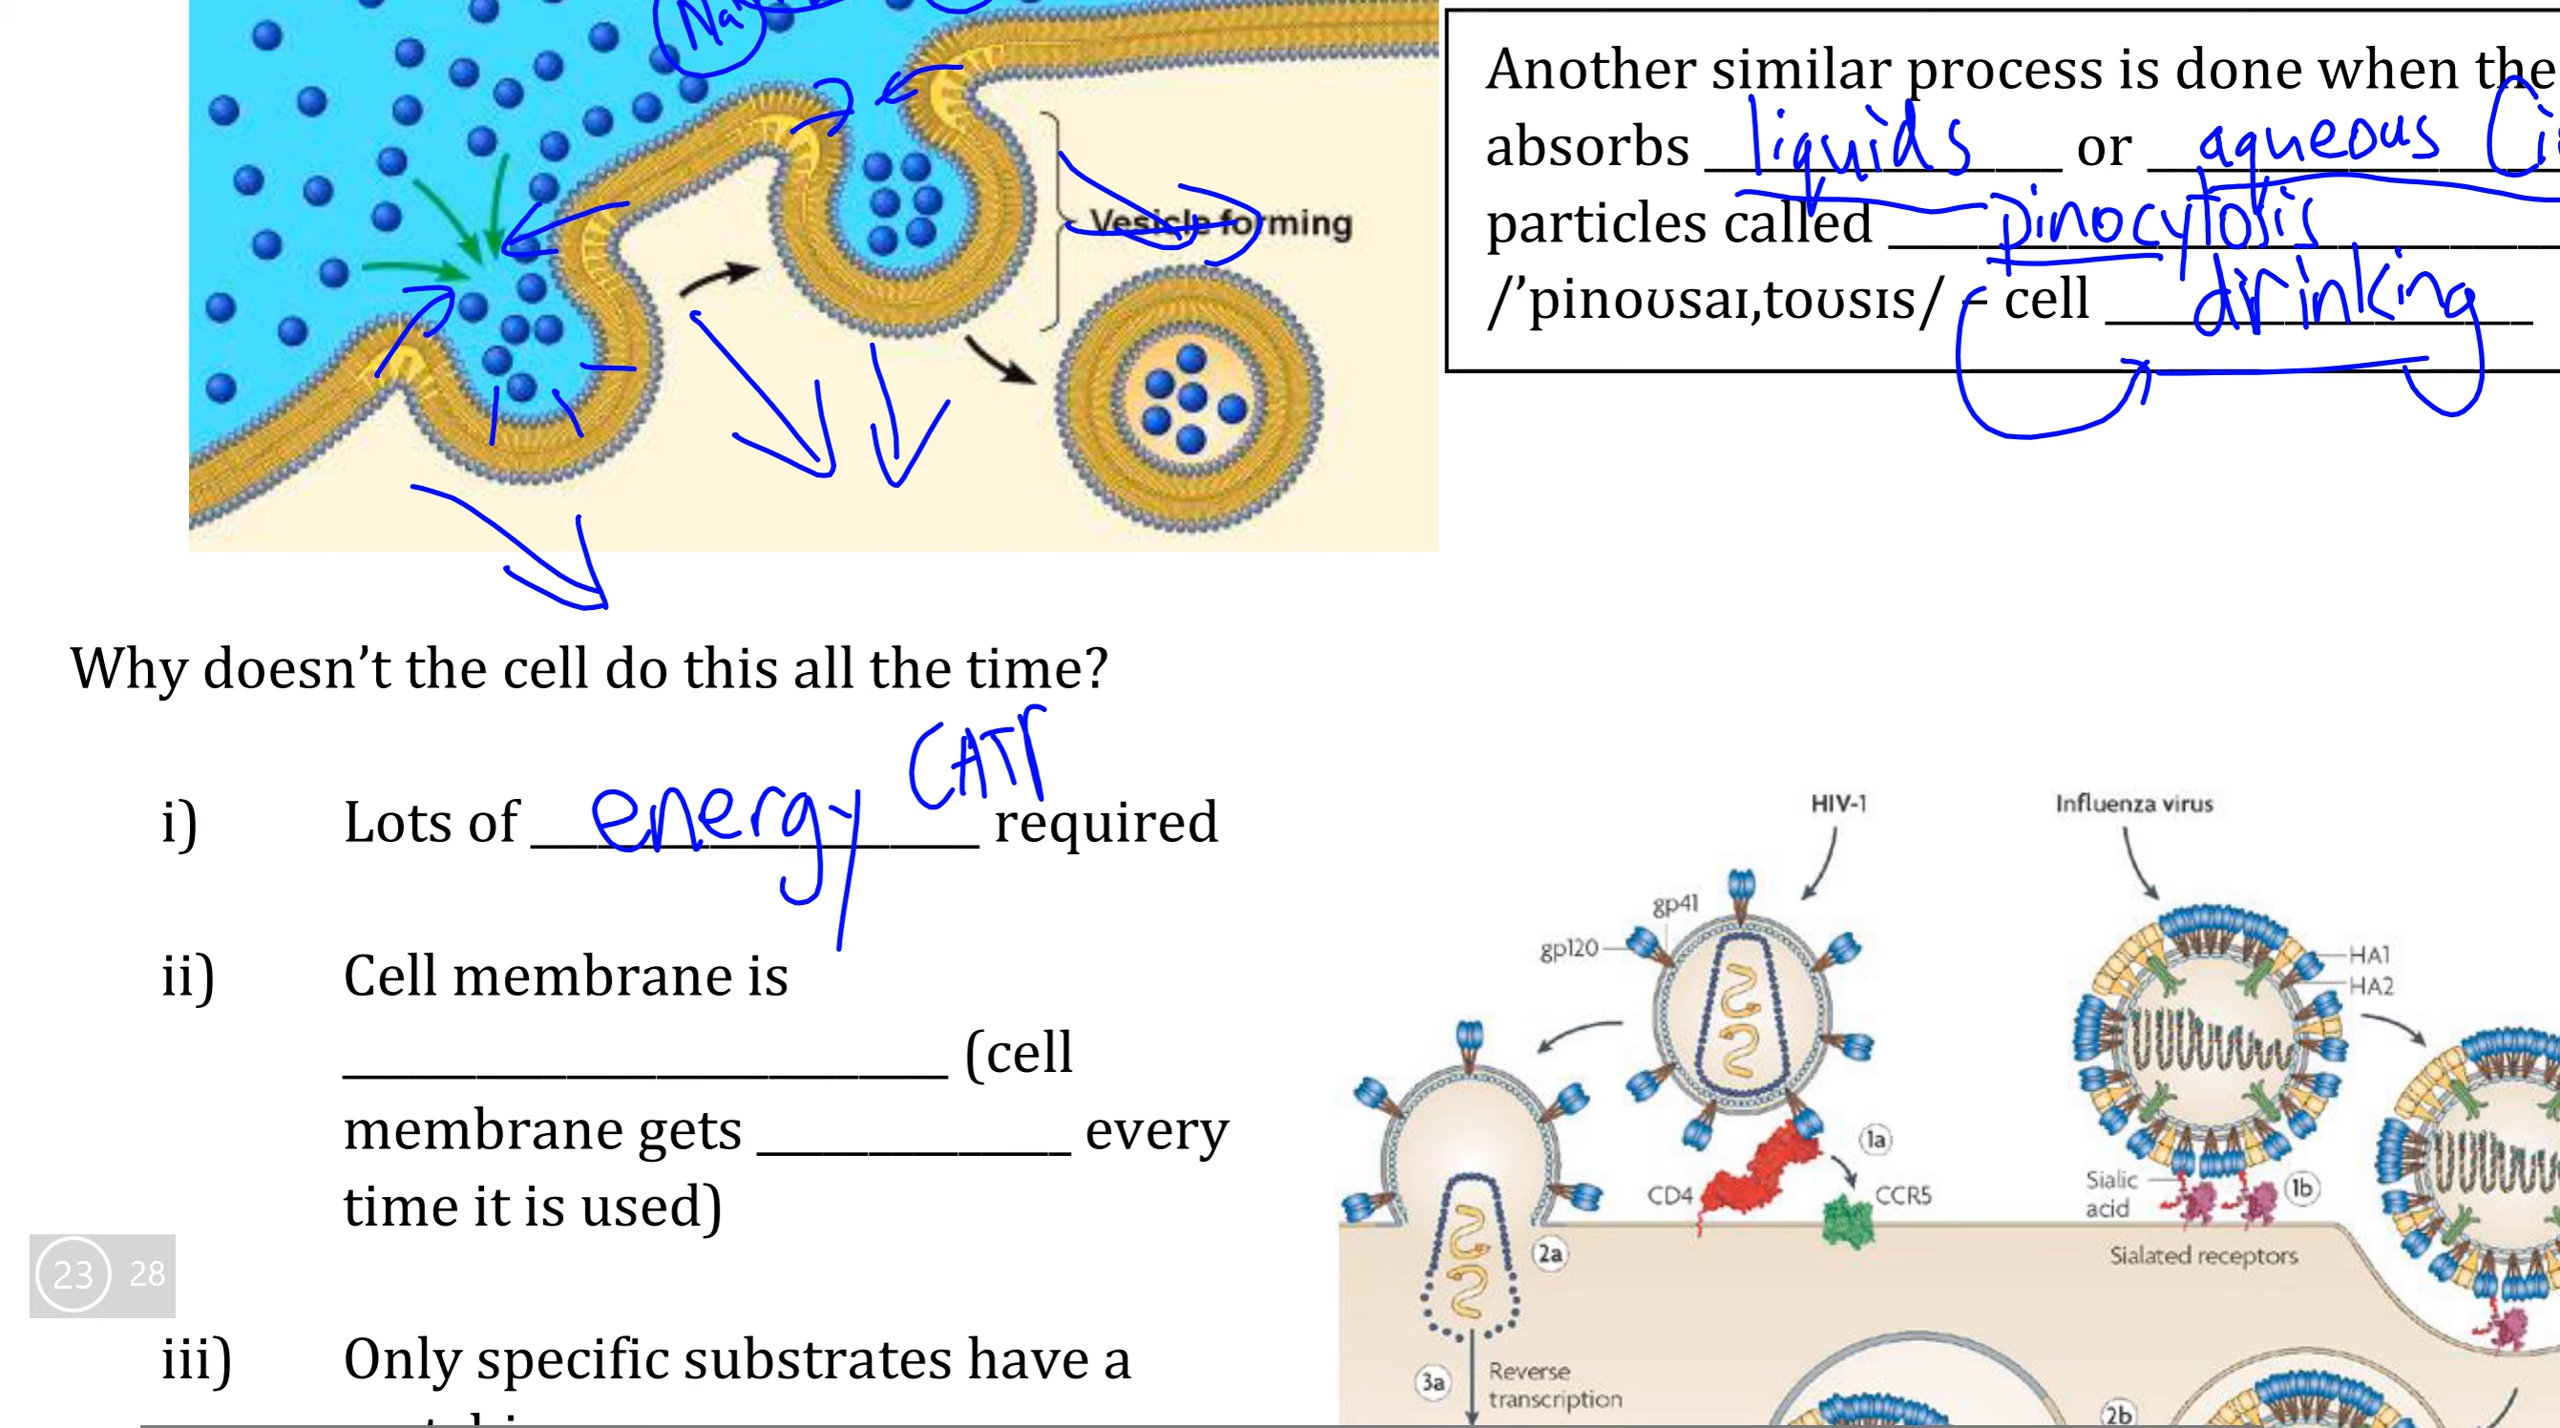 Na
Another similar process is done when the
absorbs liquids or aqueous
particles called pinocytosis
/’pinoʊsaɪ,toʊsɪs/ – cell drinking
Vesicle forming
Why doesn’t the cell do this all the time?
i) Lots of energy (ATP required
ii) Cell membrane is
____________________ (cell
membrane gets ___________ every
time it is used)
iii) Only specific substrates have a
HIV-1
Influenza virus
gp41
gp120
HA1
HA2
1a
CD4
CCR5
Sialic
acid
1b
2a
Sialated receptors
3a
Reverse
transcription
2b
23 28